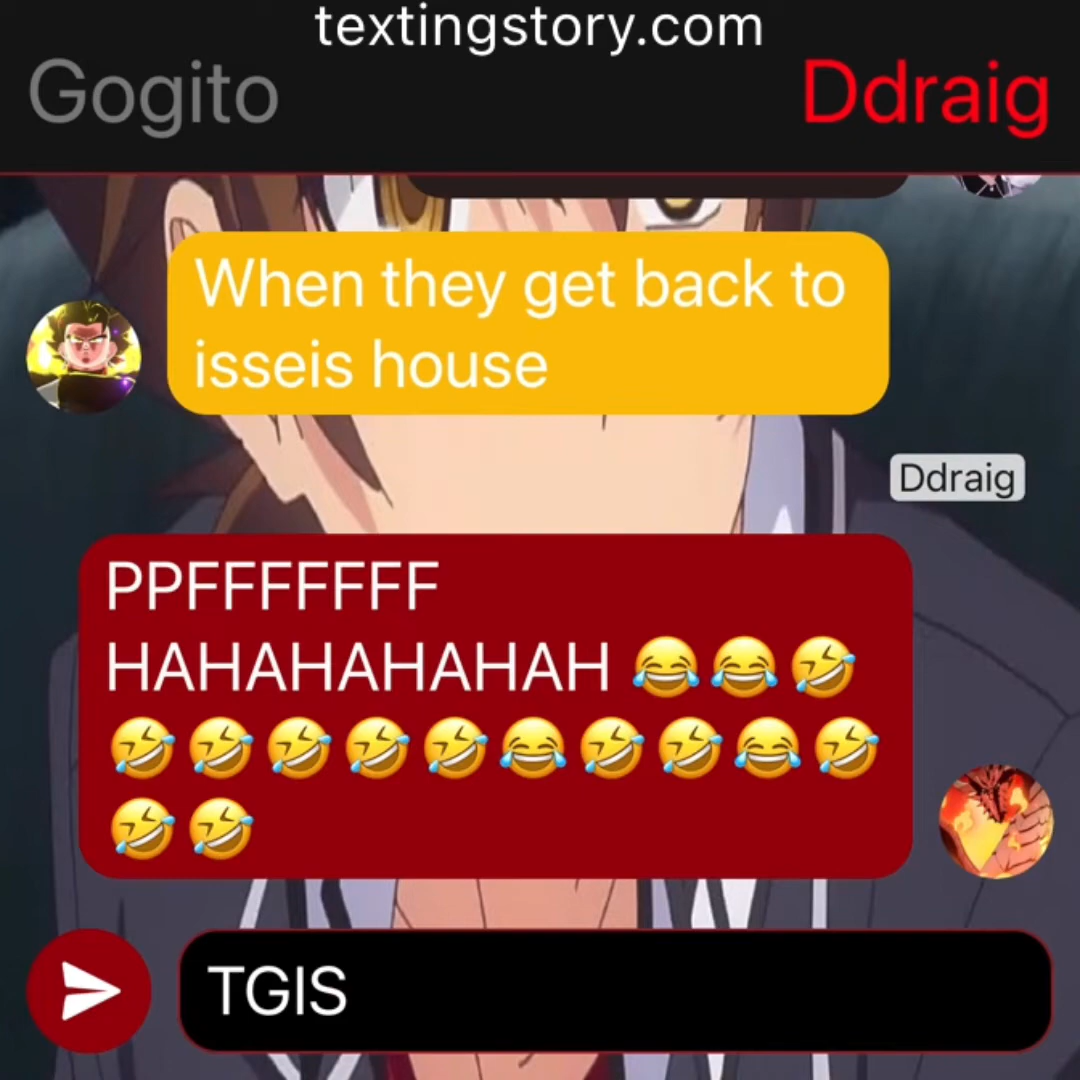 textingstory.com
Gogito
Ddraig
When they get back to
isseis house
Ddraig
PPFFFFFFF
HAHAHAHAHAH 😂😂🤣
🤣🤣🤣🤣🤣😂🤣🤣😂🤣
🤣🤣
TGIS